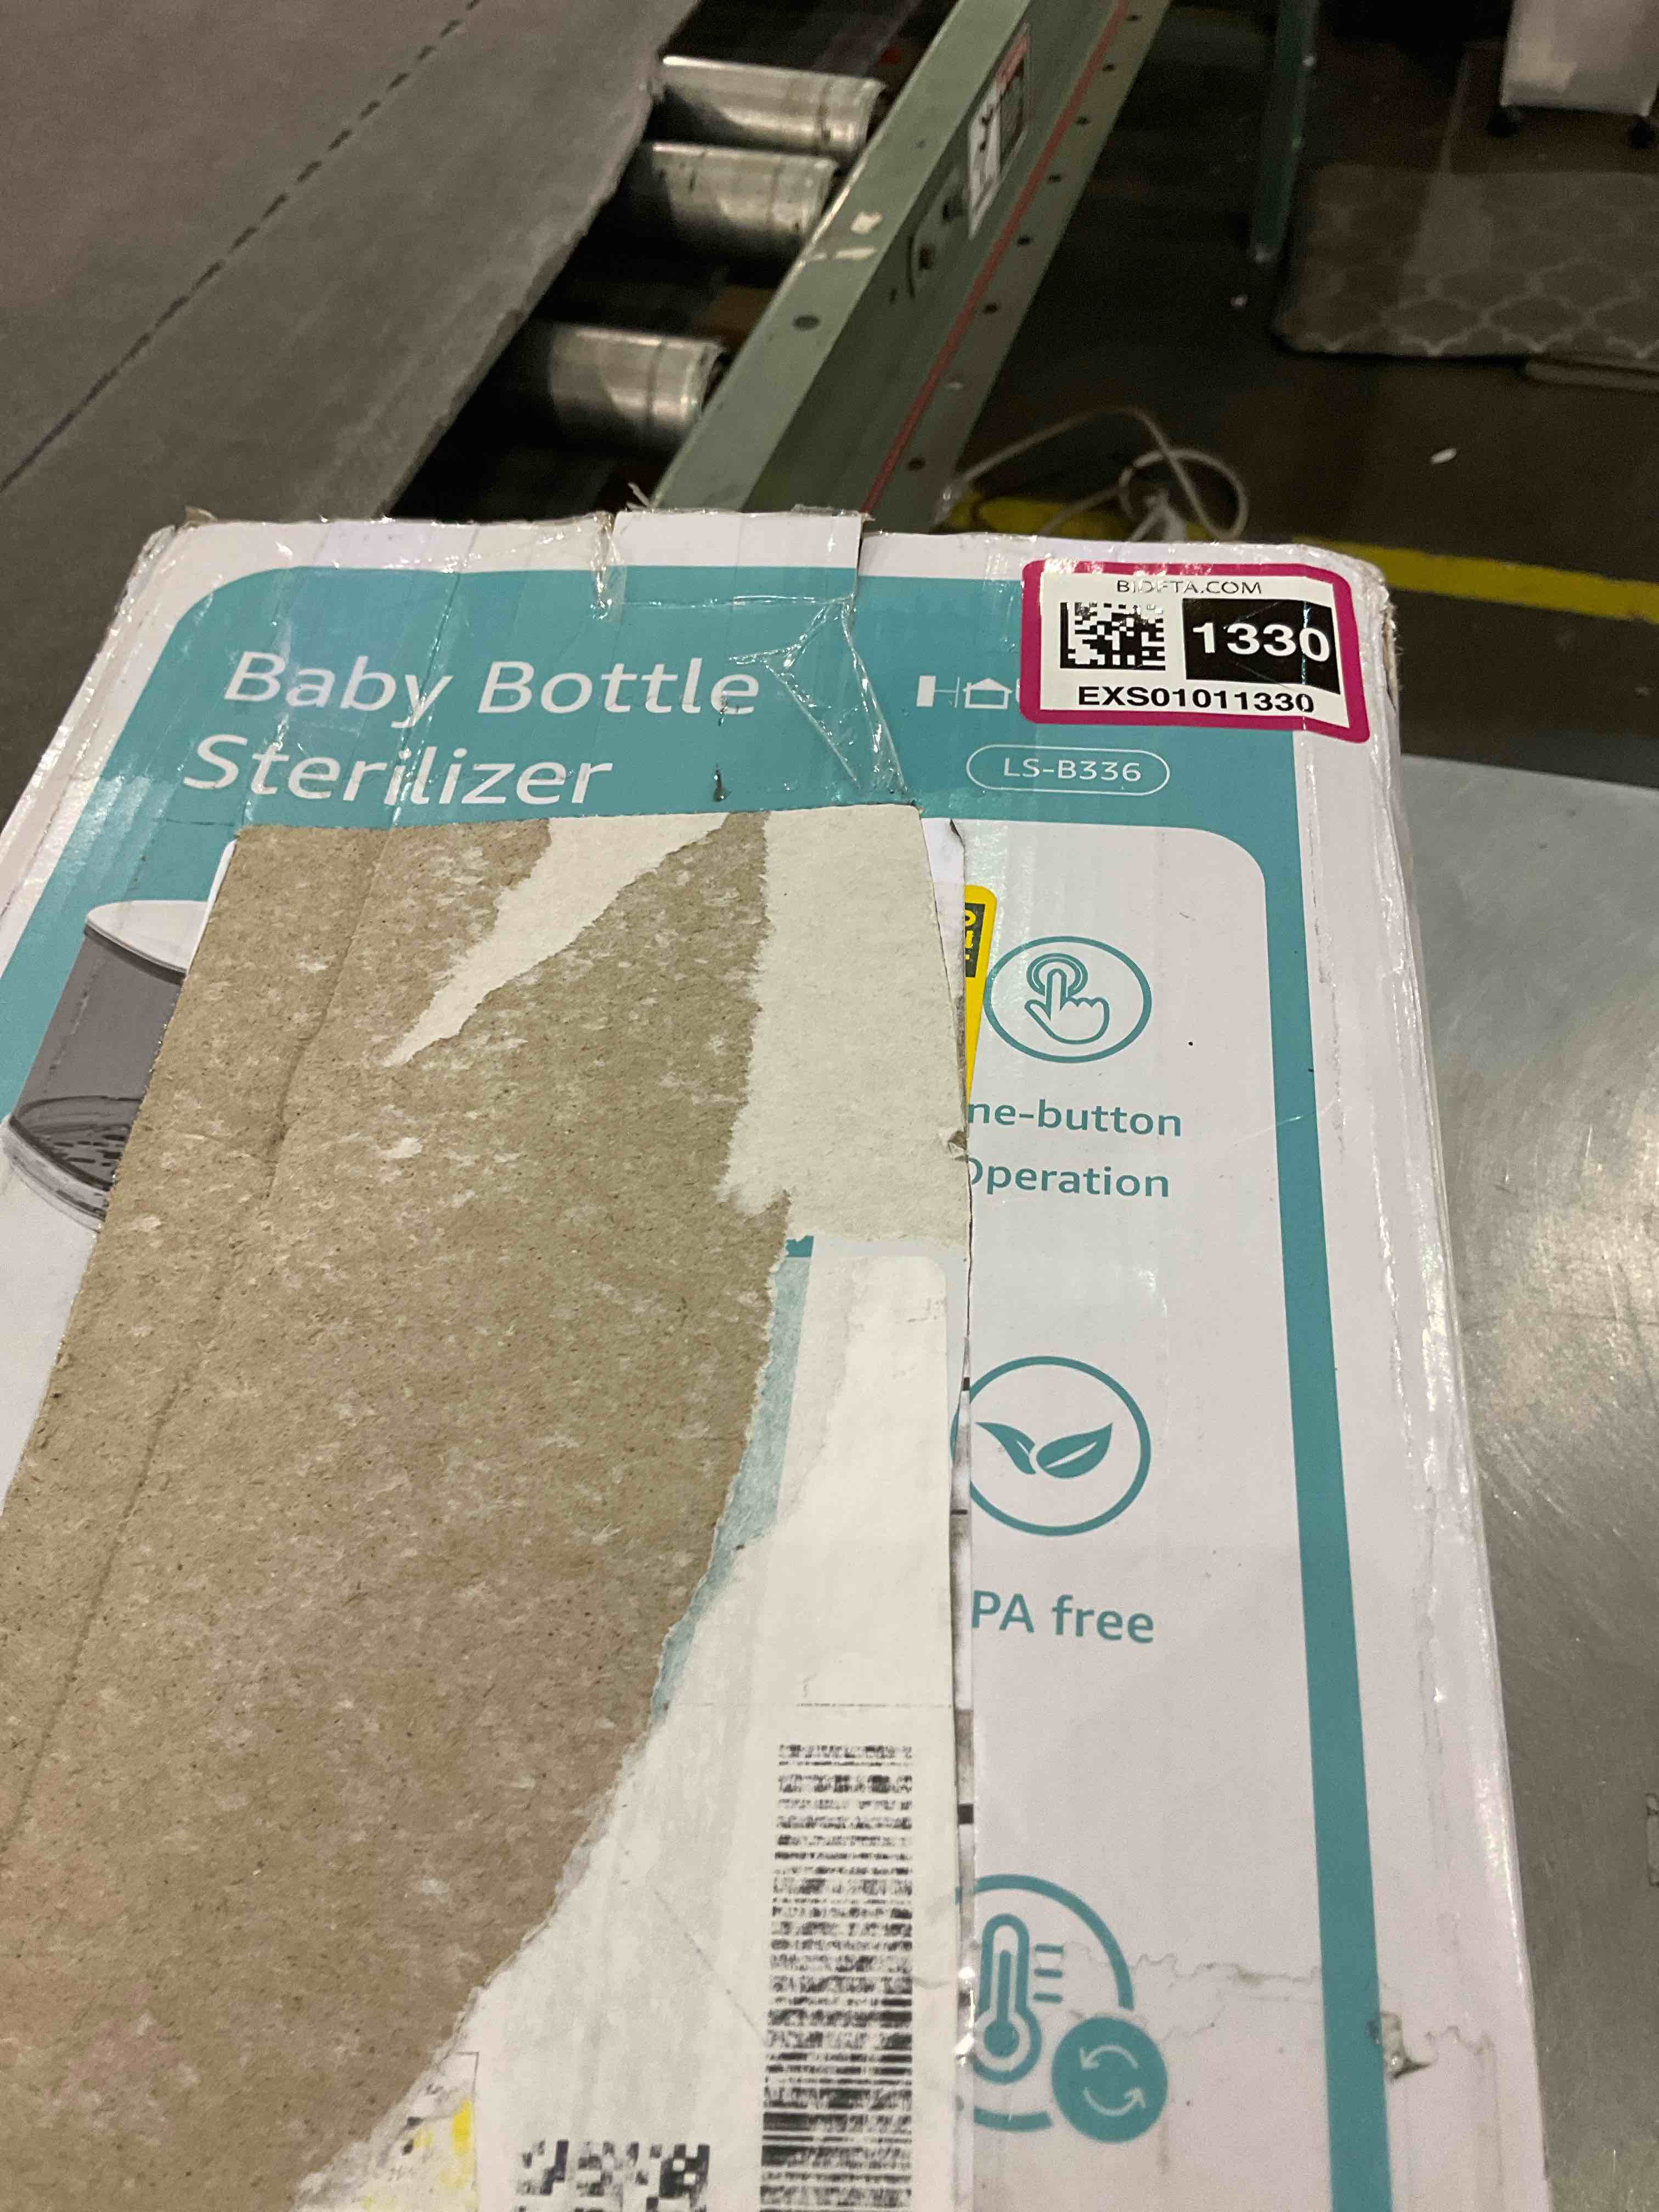 Baby Bottle
Sterilizer
BIDFTA.COM
1330
EXS01011330
LS-B336
ne-button
Operation
PA free